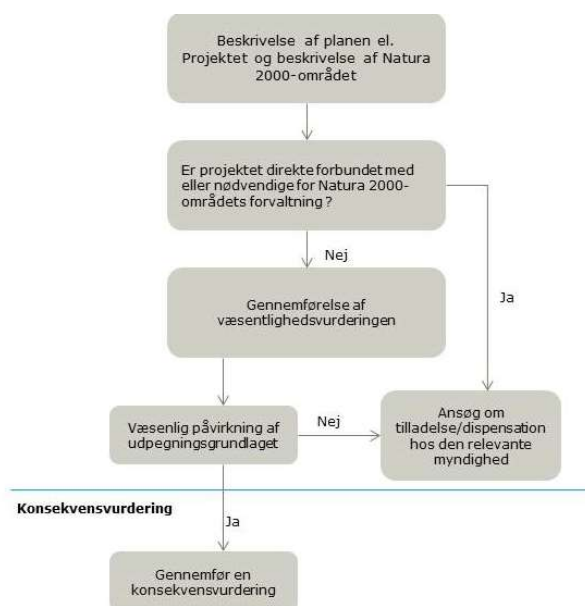 Beskrivelse af planen el.
Projektet og beskrivelse af Natura
2000-området
Er projektet direkte forbundet med
eller nødvendige for Natura 2000-
områdets forvaltning ?
Nej
Ja
Gennemførelse af
væsentlighedsvurderingen
Væsenlig påvirkning af
udpegningsgrundlaget
Nej
Ansøg om
tilladelse/dispensation
hos den relevante
myndighed
Konsekvensvurdering
Ja
Gennemfør en
konsekvensvurdering